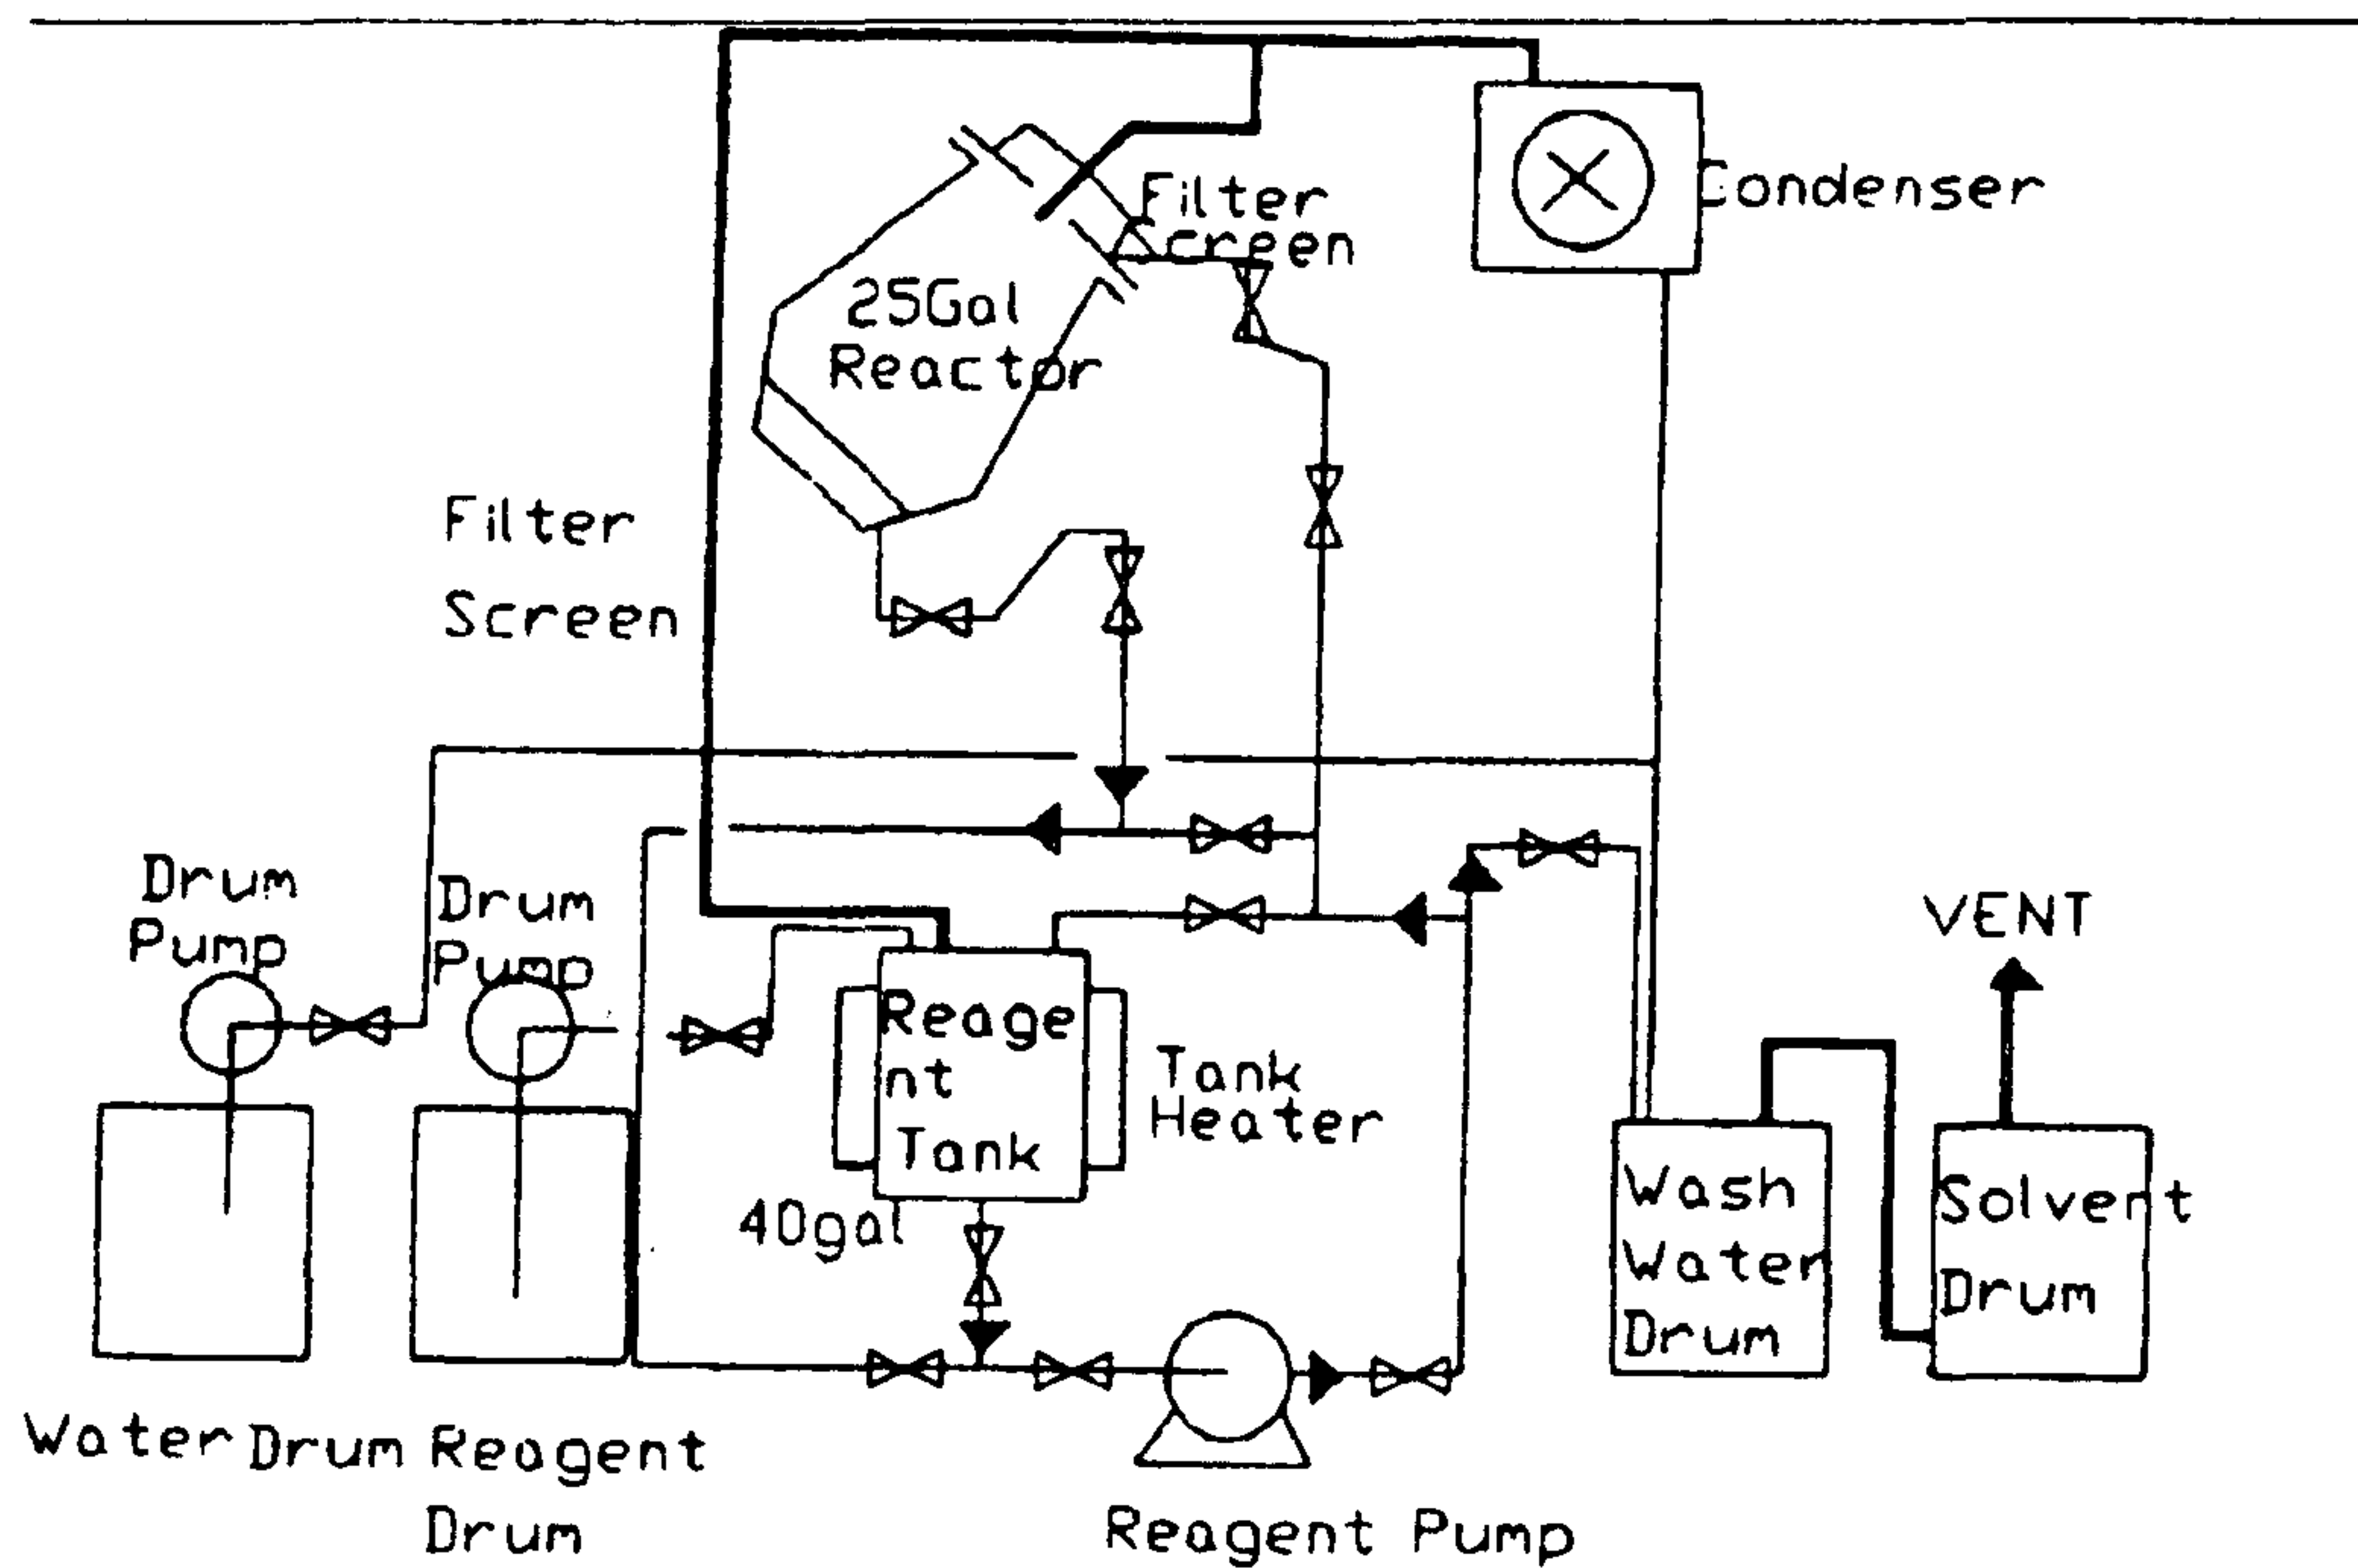 Condenser
Filter
Screen
25Gal
Reactor
Filter
Screen
Drum
Pump
Drum
Pump
VENT
Reage
nt
Tank
Tank
Heater
40gal
Wash
Water
Drum
Solvent
Drum
Water Drum
Reagent
Drum
Reagent Pump